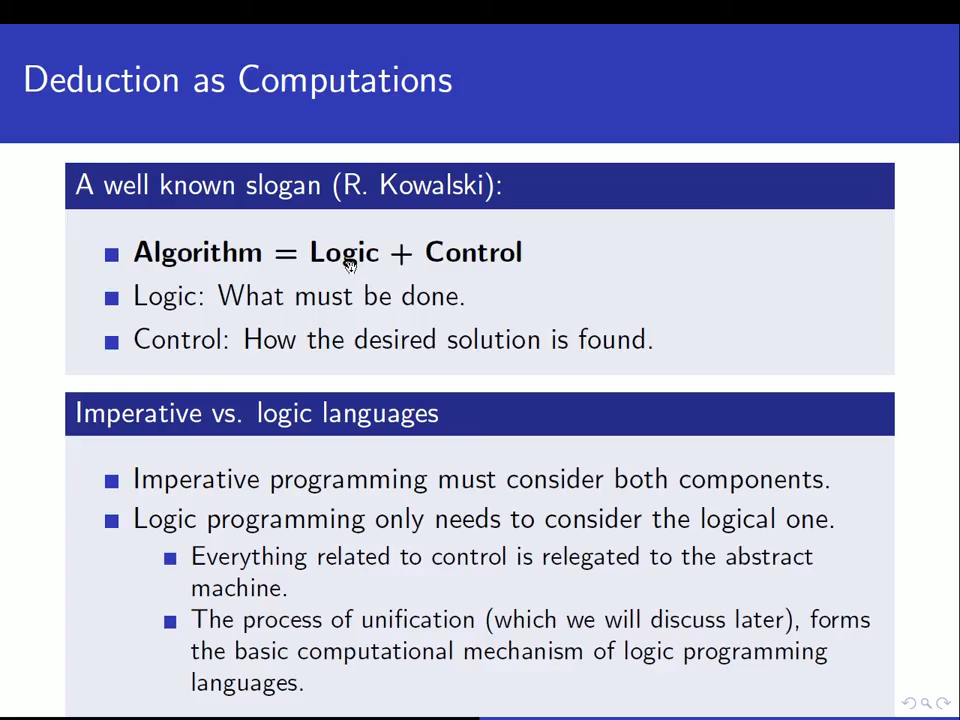 Deduction as Computations
A well known slogan (R. Kowalski):
Algorithm = Logic + Control
Logic: What must be done.
Control: How the desired solution is found.
Imperative vs. logic languages
Imperative programming must consider both components.
Logic programming only needs to consider the logical one.
Everything related to control is relegated to the abstract
machine.
The process of unification (which we will discuss later), forms
the basic computational mechanism of logic programming
languages.